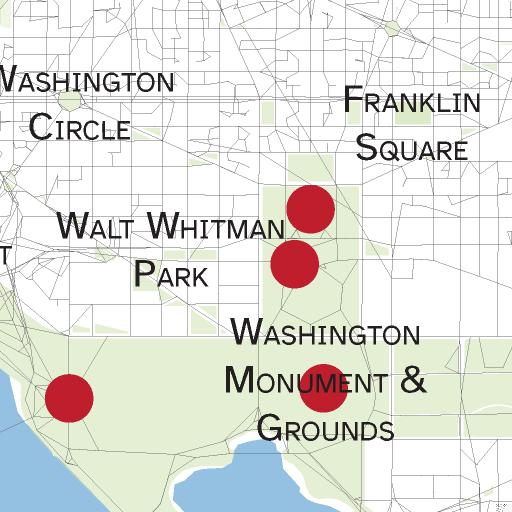 Washington
Circle
Franklin
Square
Walt Whitman
Park
Washington
Monument &
Grounds